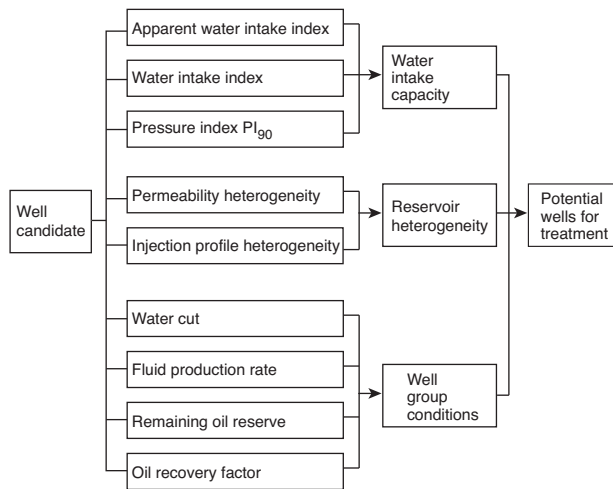 Well
candidate
Apparent water intake index
Water intake index
Pressure index PI90
Permeability heterogeneity
Injection profile heterogeneity
Water cut
Fluid production rate
Remaining oil reserve
Oil recovery factor
Water
intake
capacity
Reservoir
heterogeneity
Well
group
conditions
Potential
wells for
treatment